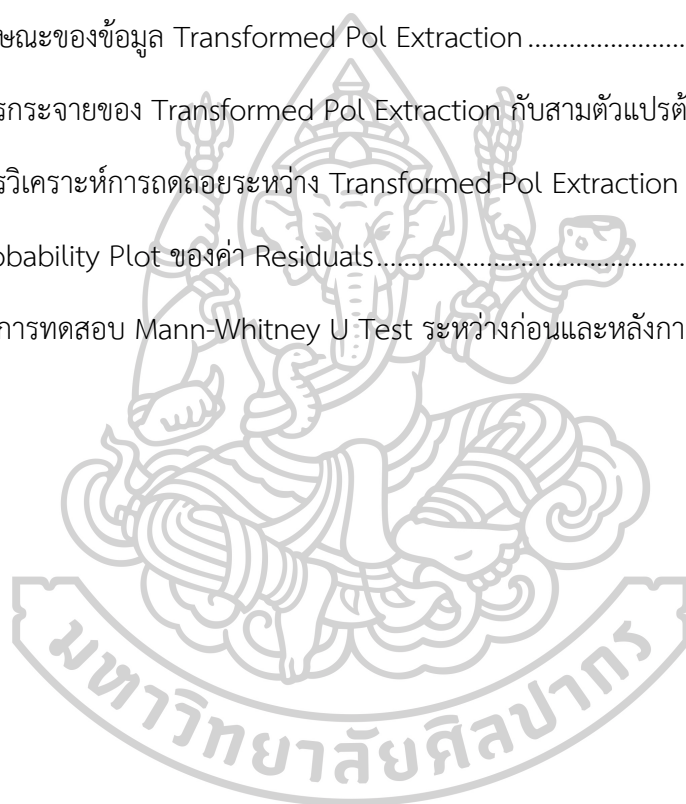 ษณะของข้อมูล Transformed Pol Extraction.......................
รกระจายของ Transformed Pol Extraction กับสามตัวแปรต้
รวิเคราะห์การถดถอยระหว่าง Transformed Pol Extraction
obability Plot ของค่า Residuals.............................................
การทดสอบ Mann-Whitney U Test ระหว่างก่อนและหลังกา
มหาวิทยาลัยศิลปากร